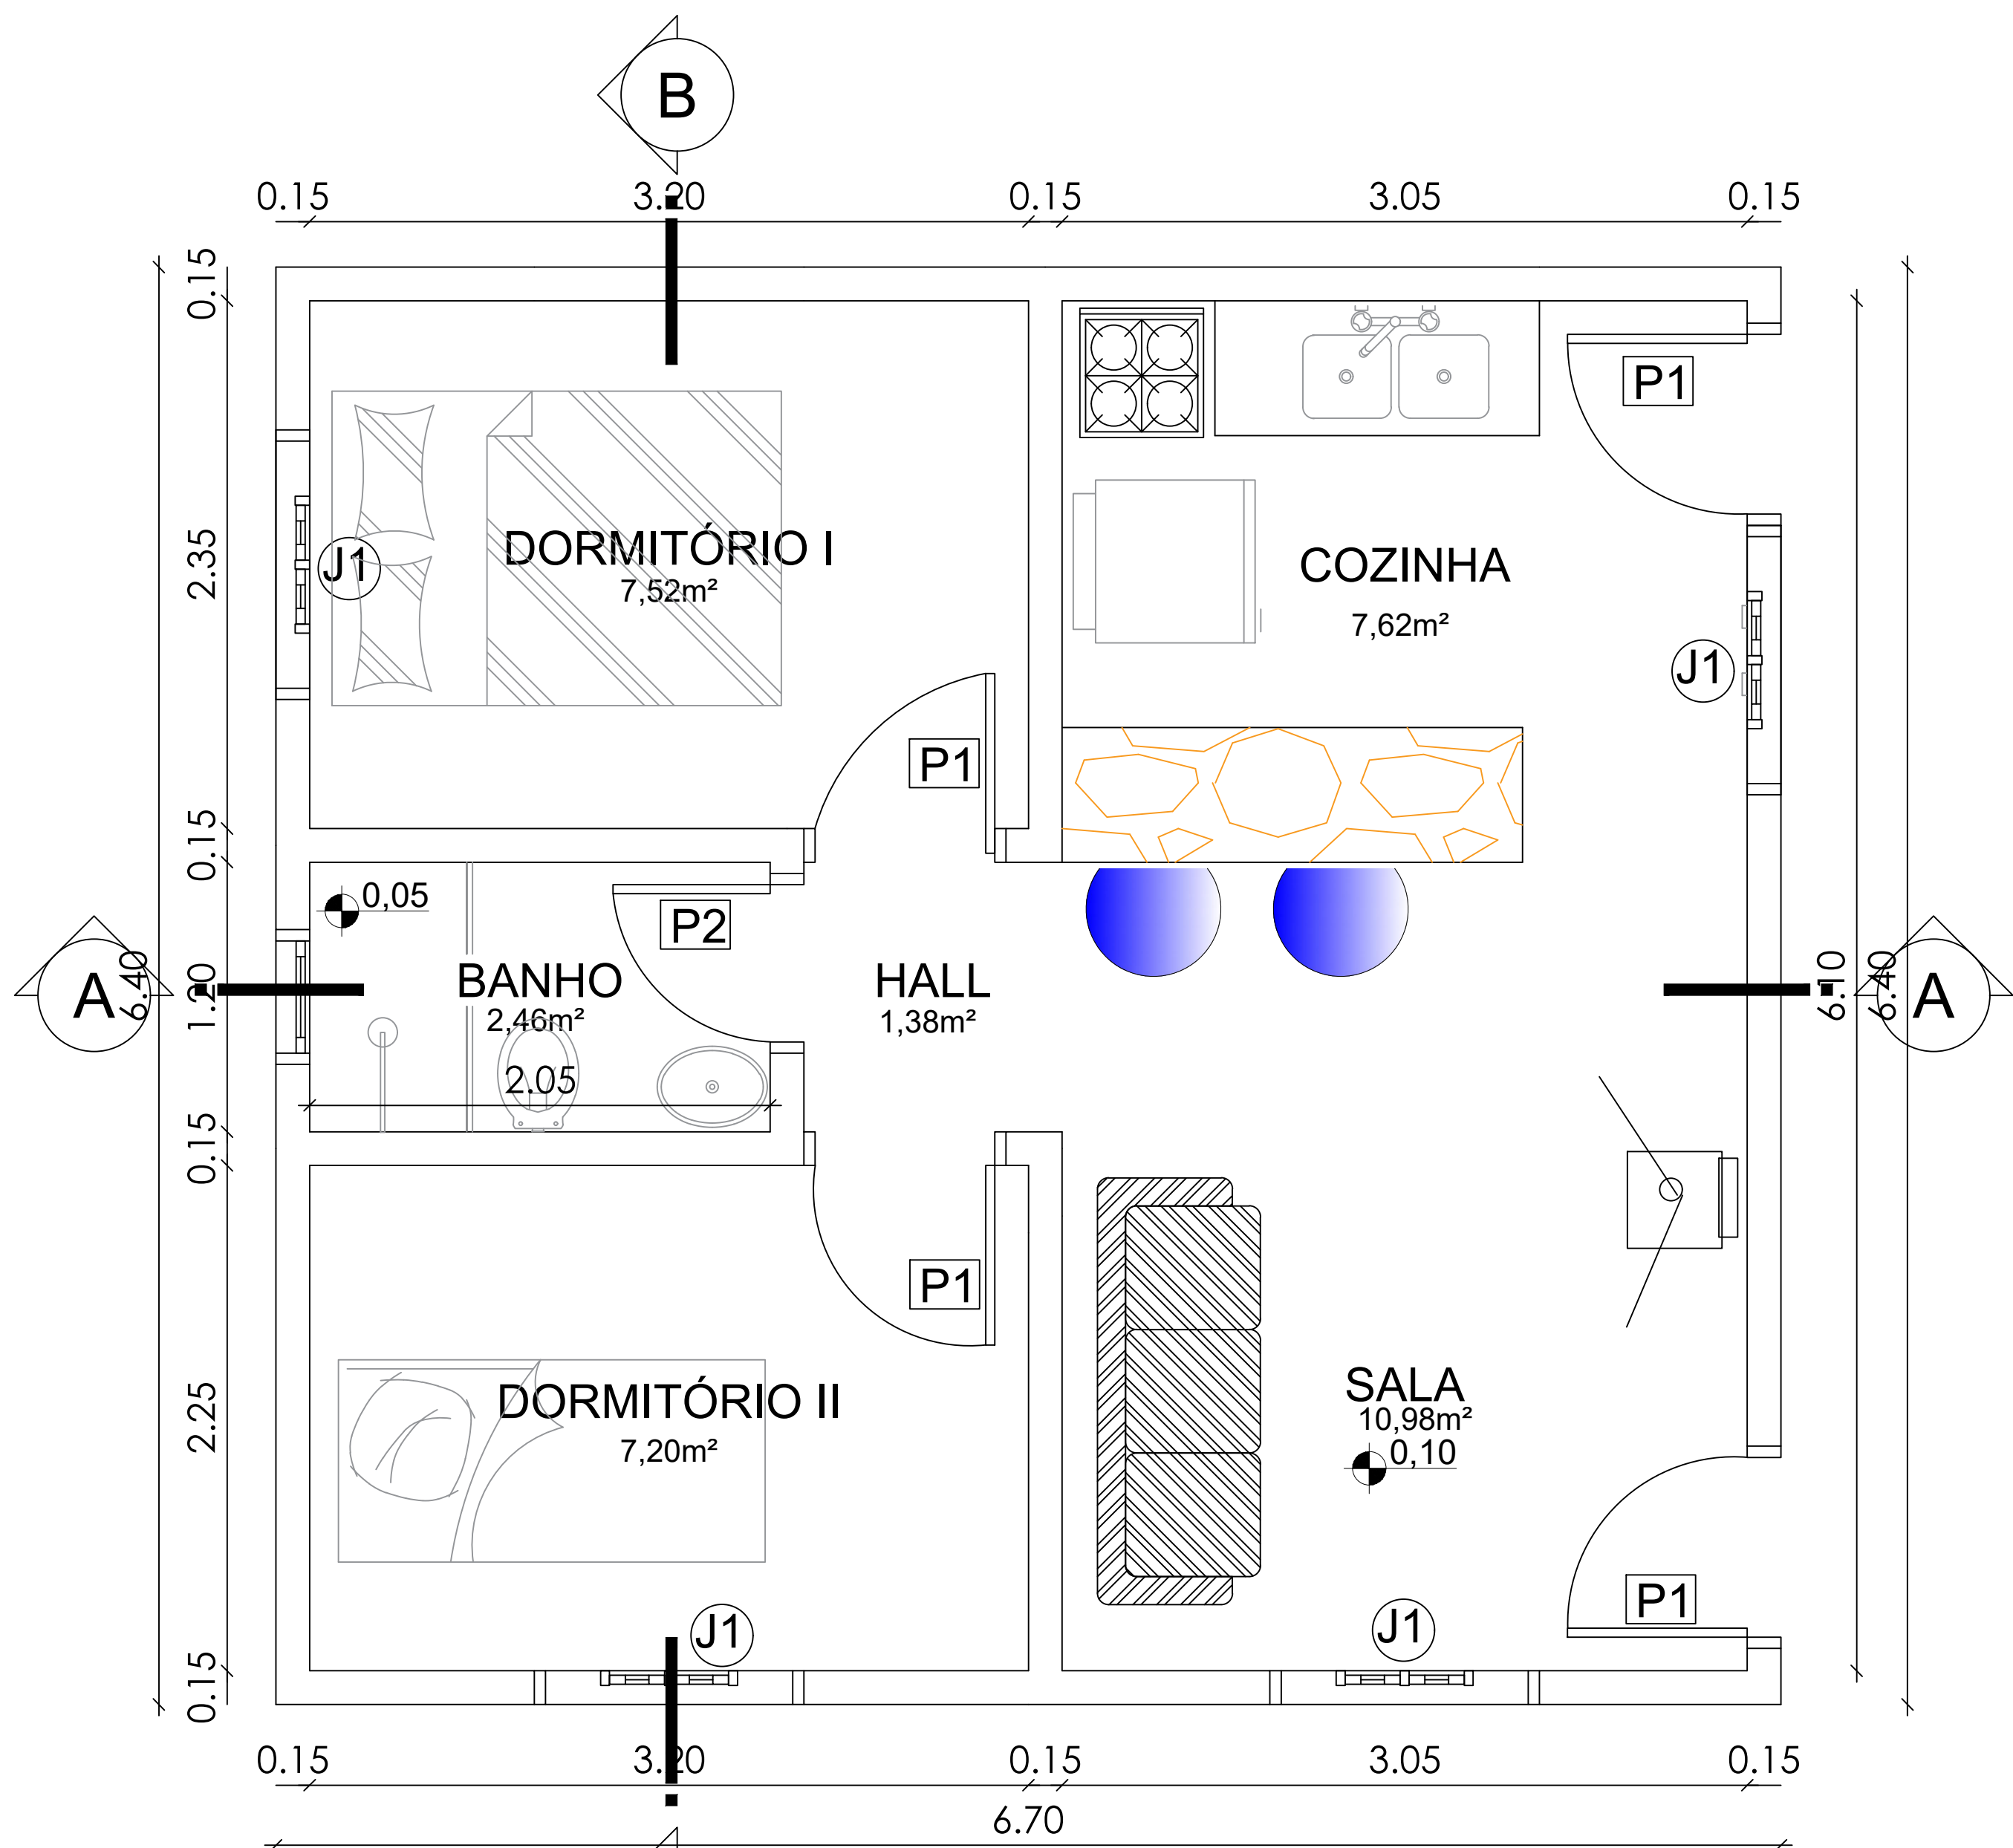 B
0.15 3.20 0.15 3.05 0.15
0.15
2.35
0.15
1.20
0.15
2.25
0.15
6.40
6.10
6.40
A
A
P1
J1
DORMITÓRIO I
7,52m²
COZINHA
7,62m²
J1
P1
0,05
P2
BANHO
2,46m²
2.05
HALL
1,38m²
P1
DORMITÓRIO II
7,20m²
SALA
10,98m²
0,10
J1
J1
P1
0.15 3.20 0.15 3.05 0.15
6.70